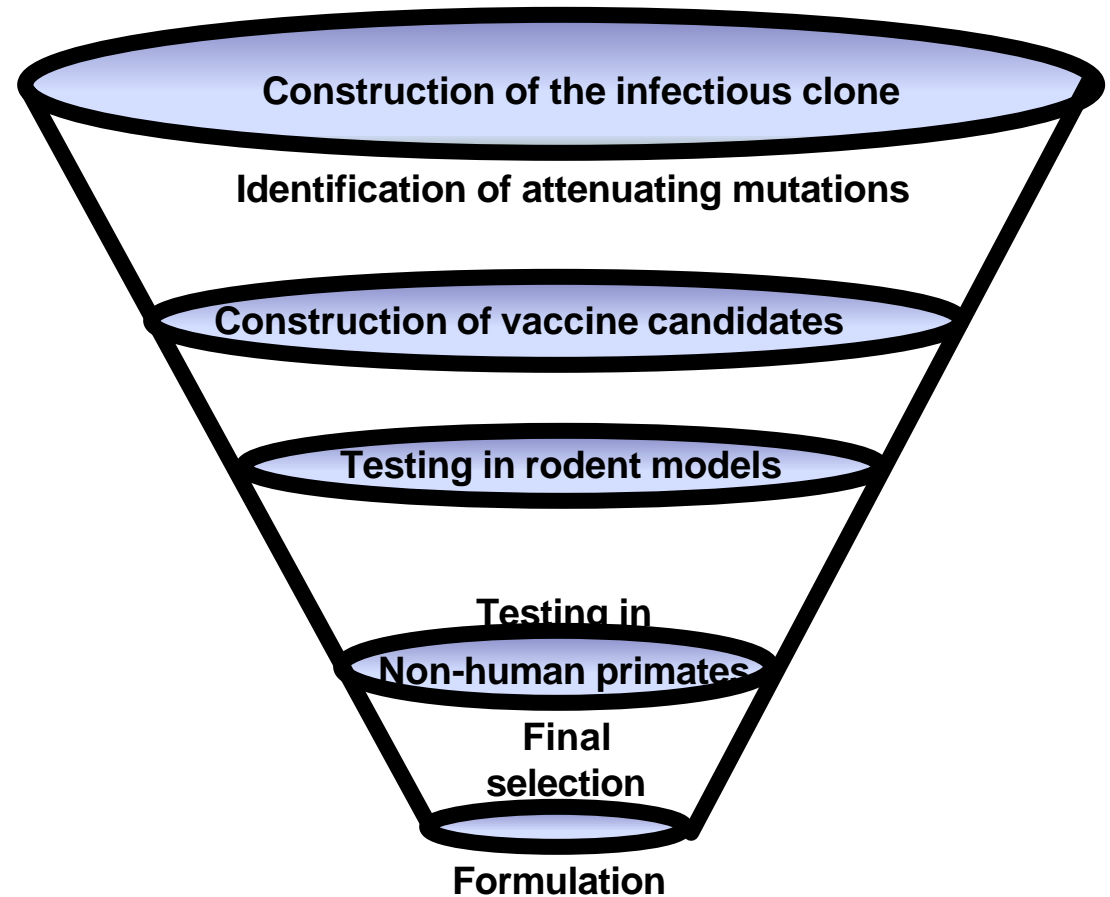 Construction of the infectious clone
Identification of attenuating mutations
Construction of vaccine candidates
Testing in rodent models
Testing in
Non-human primates
Final
selection
Formulation